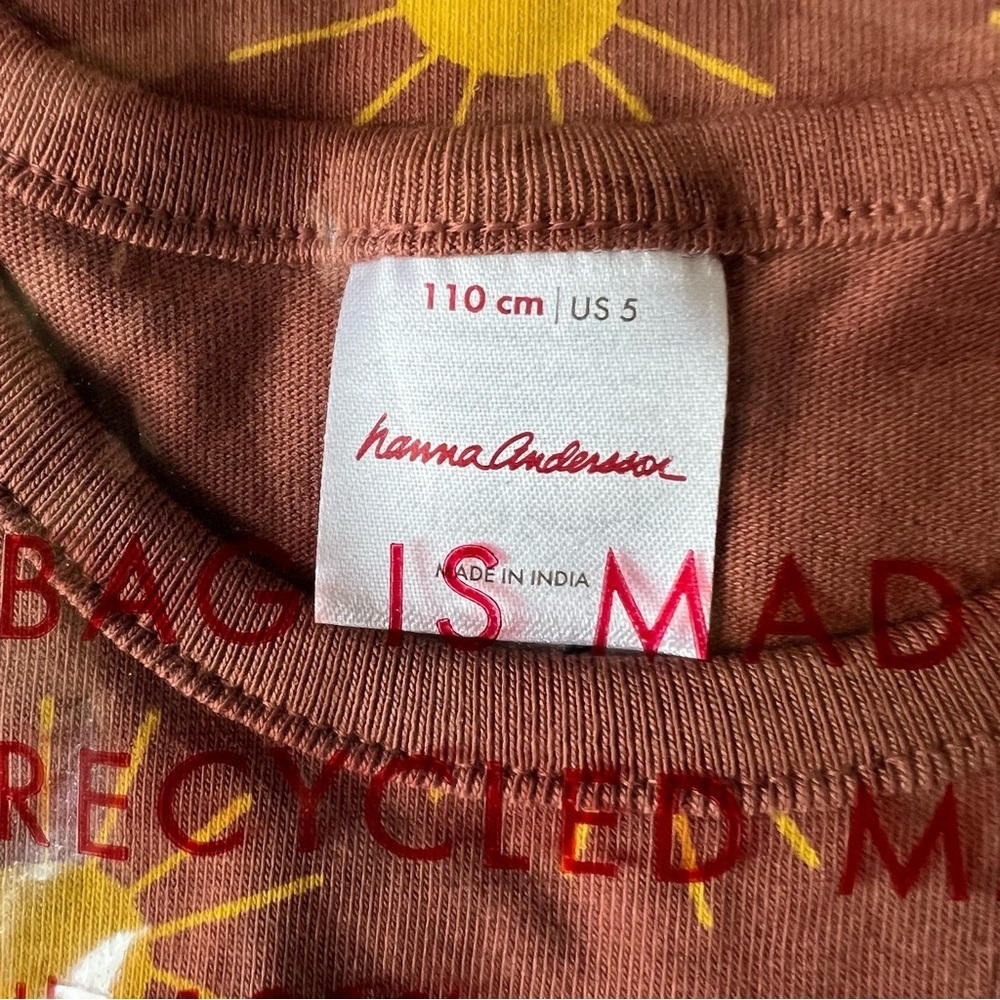 110 cm | US 5
hanna Andersson
MADE IN INDIA
BAG IS MAD
RECYCLED M